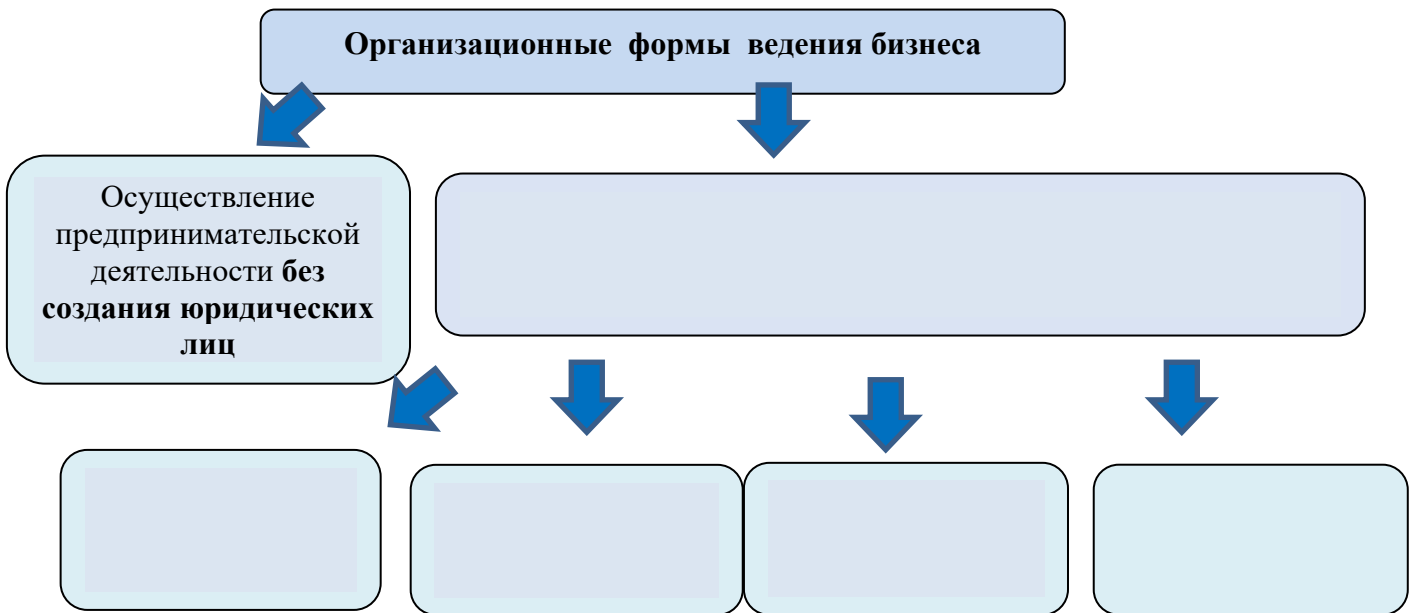 Организационные формы ведения бизнеса
Осуществление
предпринимательской
деятельности без
создания юридических
лиц